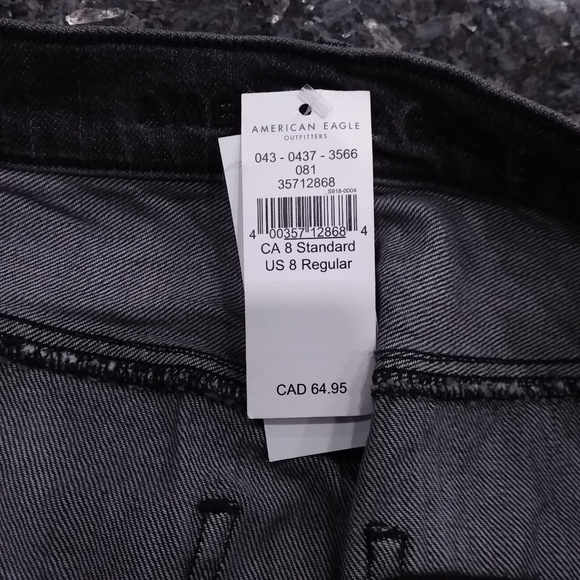 AMERICAN EAGLE
OUTFITTERS
043 - 0437 - 3566
081
35712868
S918-0004
4 00357 12868 4
CA 8 Standard
US 8 Regular
CAD 64.95